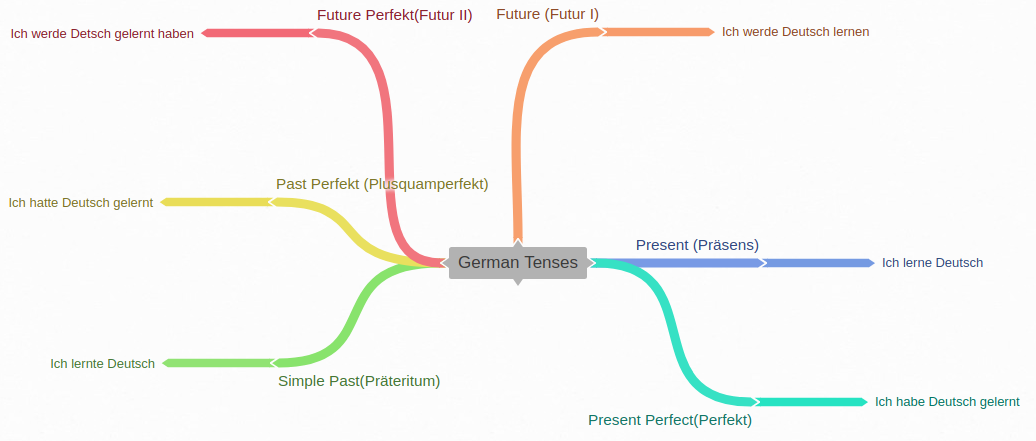 Future Perfekt(Futur II)
Future (Futur I)
Ich werde Detsch gelernt haben
Ich werde Deutsch lernen
Past Perfekt (Plusquamperfekt)
Ich hatte Deutsch gelernt
Present (Präsens)
German Tenses
Ich lerne Deutsch
Ich lernte Deutsch
Simple Past(Präteritum)
Ich habe Deutsch gelernt
Present Perfect(Perfekt)